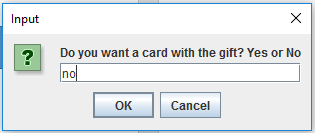 Input
Do you want a card with the gift? Yes or No
?
no
OK Cancel